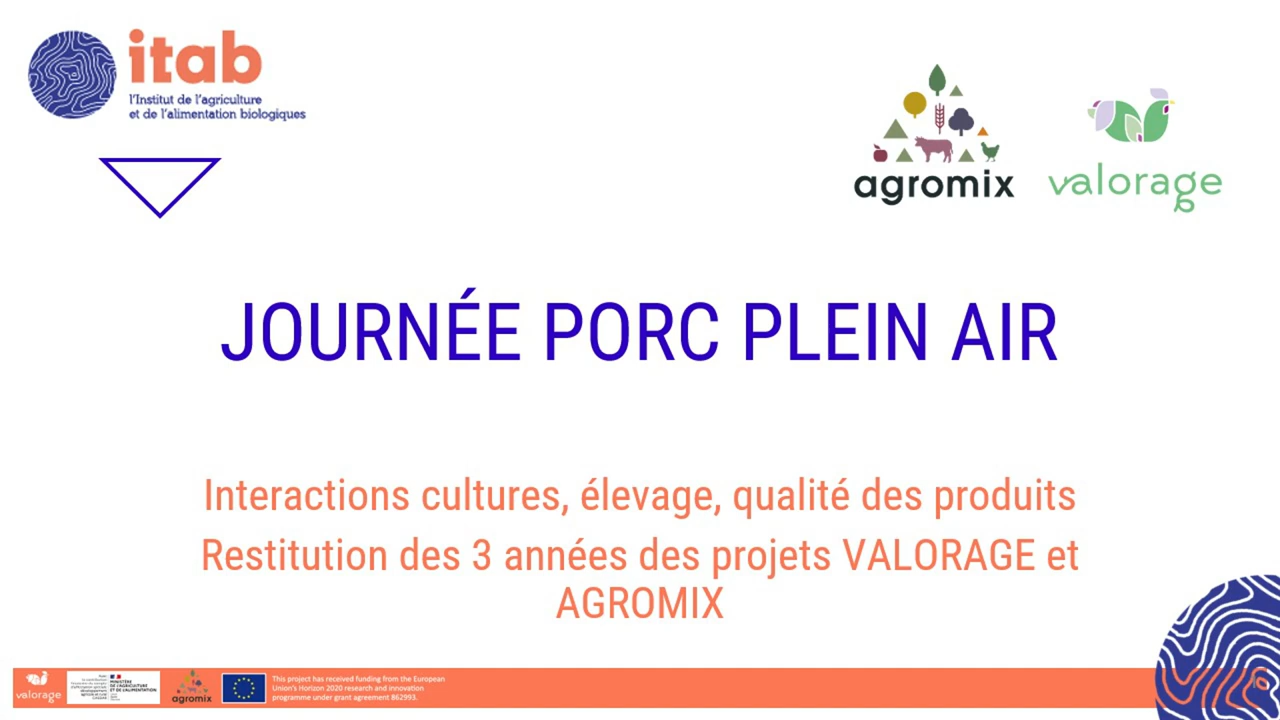 itab
l'Institut de l'agriculture
et de l'alimentation biologiques
agromix
valorage
JOURNÉE PORC PLEIN AIR
Interactions cultures, élevage, qualité des produits
Restitution des 3 années des projets VALORAGE et
AGROMIX
valorage
MINISTÈRE
DE L'AGRICULTURE
ET DE L'ALIMENTATION
agromix
This project has received funding from the European
Union's Horizon 2020 research and innovation
programme under grant agreement 862993.